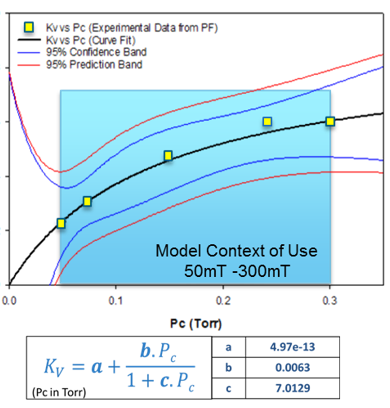 Kv vs Pc (Experimental Data from PF)
Kv vs Pc (Curve Fit)
95% Confidence Band
95% Prediction Band
Model Context of Use
50mT -300mT
0.0 0.1 0.2 0.3
Pc (Torr)
K_V = a + b.P_c / 1 + c.P_c
(Pc in Torr)
a 4.97e-13
b 0.0063
c 7.0129